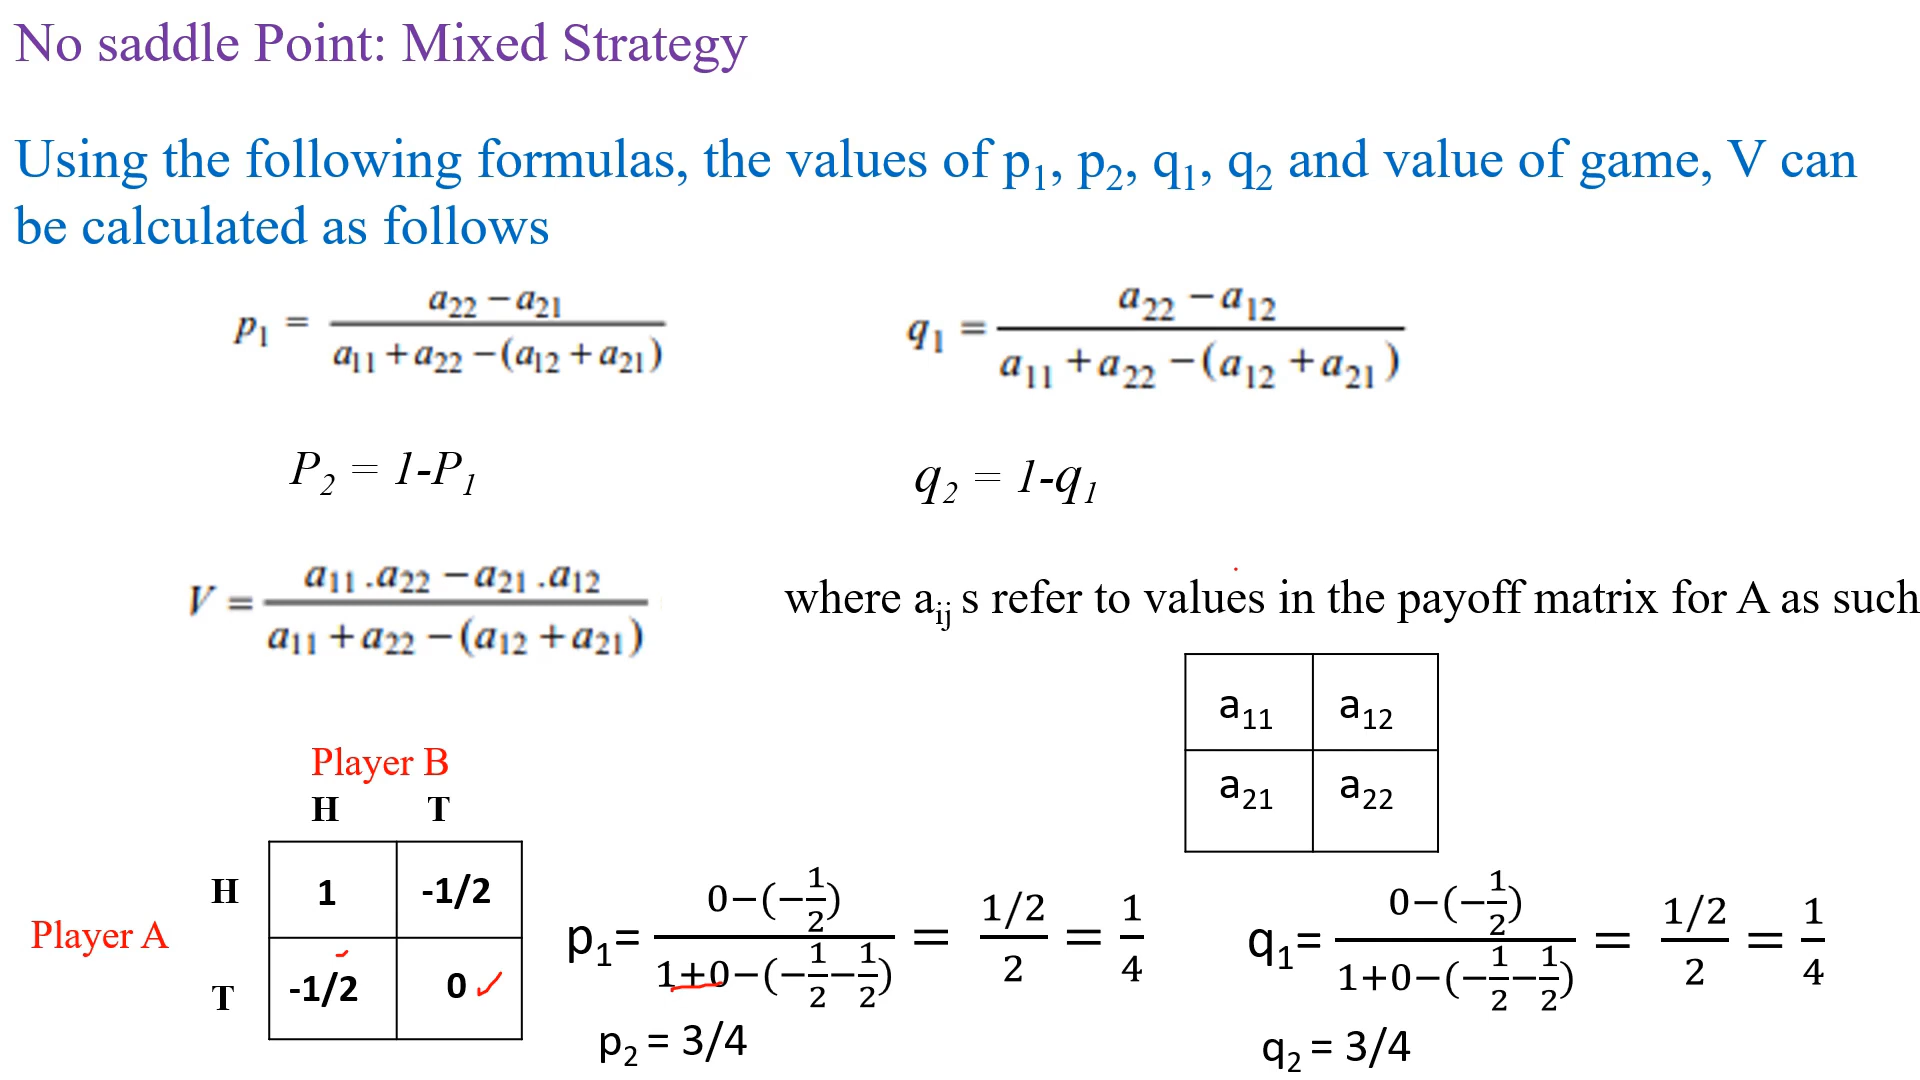 No saddle Point: Mixed Strategy
Using the following formulas, the values of p₁, p₂, q₁, q₂ and value of game, V can
be calculated as follows
p₁ = (a₂₂ − a₂₁) / (a₁₁ + a₂₂ − (a₁₂ + a₂₁))
q₁ = (a₂₂ − a₁₂) / (a₁₁ + a₂₂ − (a₁₂ + a₂₁))
P₂ = 1-P₁
q₂ = 1-q₁
V = (a₁₁ . a₂₂ − a₂₁ . a₁₂) / (a₁₁ + a₂₂ − (a₁₂ + a₂₁))
where aᵢⱼ s refer to values in the payoff matrix for A as such
a₁₁ a₁₂
a₂₁ a₂₂
Player B
H T
H 1 -1/2
Player A
T -1/2 0
p₁= (0−(−1/2)) / (1+0−(−1/2−1/2)) = (1/2)/2 = 1/4
p₂ = 3/4
q₁= (0−(−1/2)) / (1+0−(−1/2−1/2)) = (1/2)/2 = 1/4
q₂ = 3/4